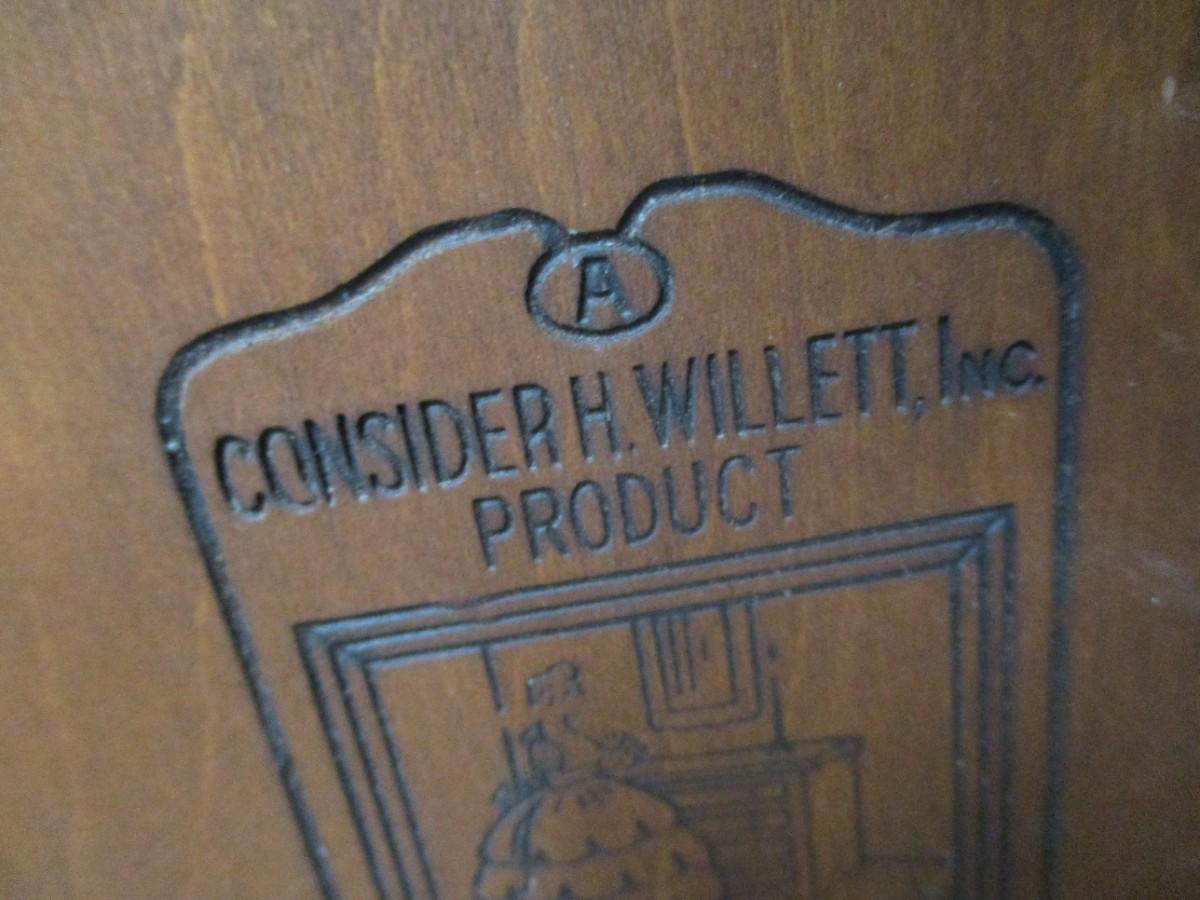 A
CONSIDER H. WILLETT, INC.
PRODUCT